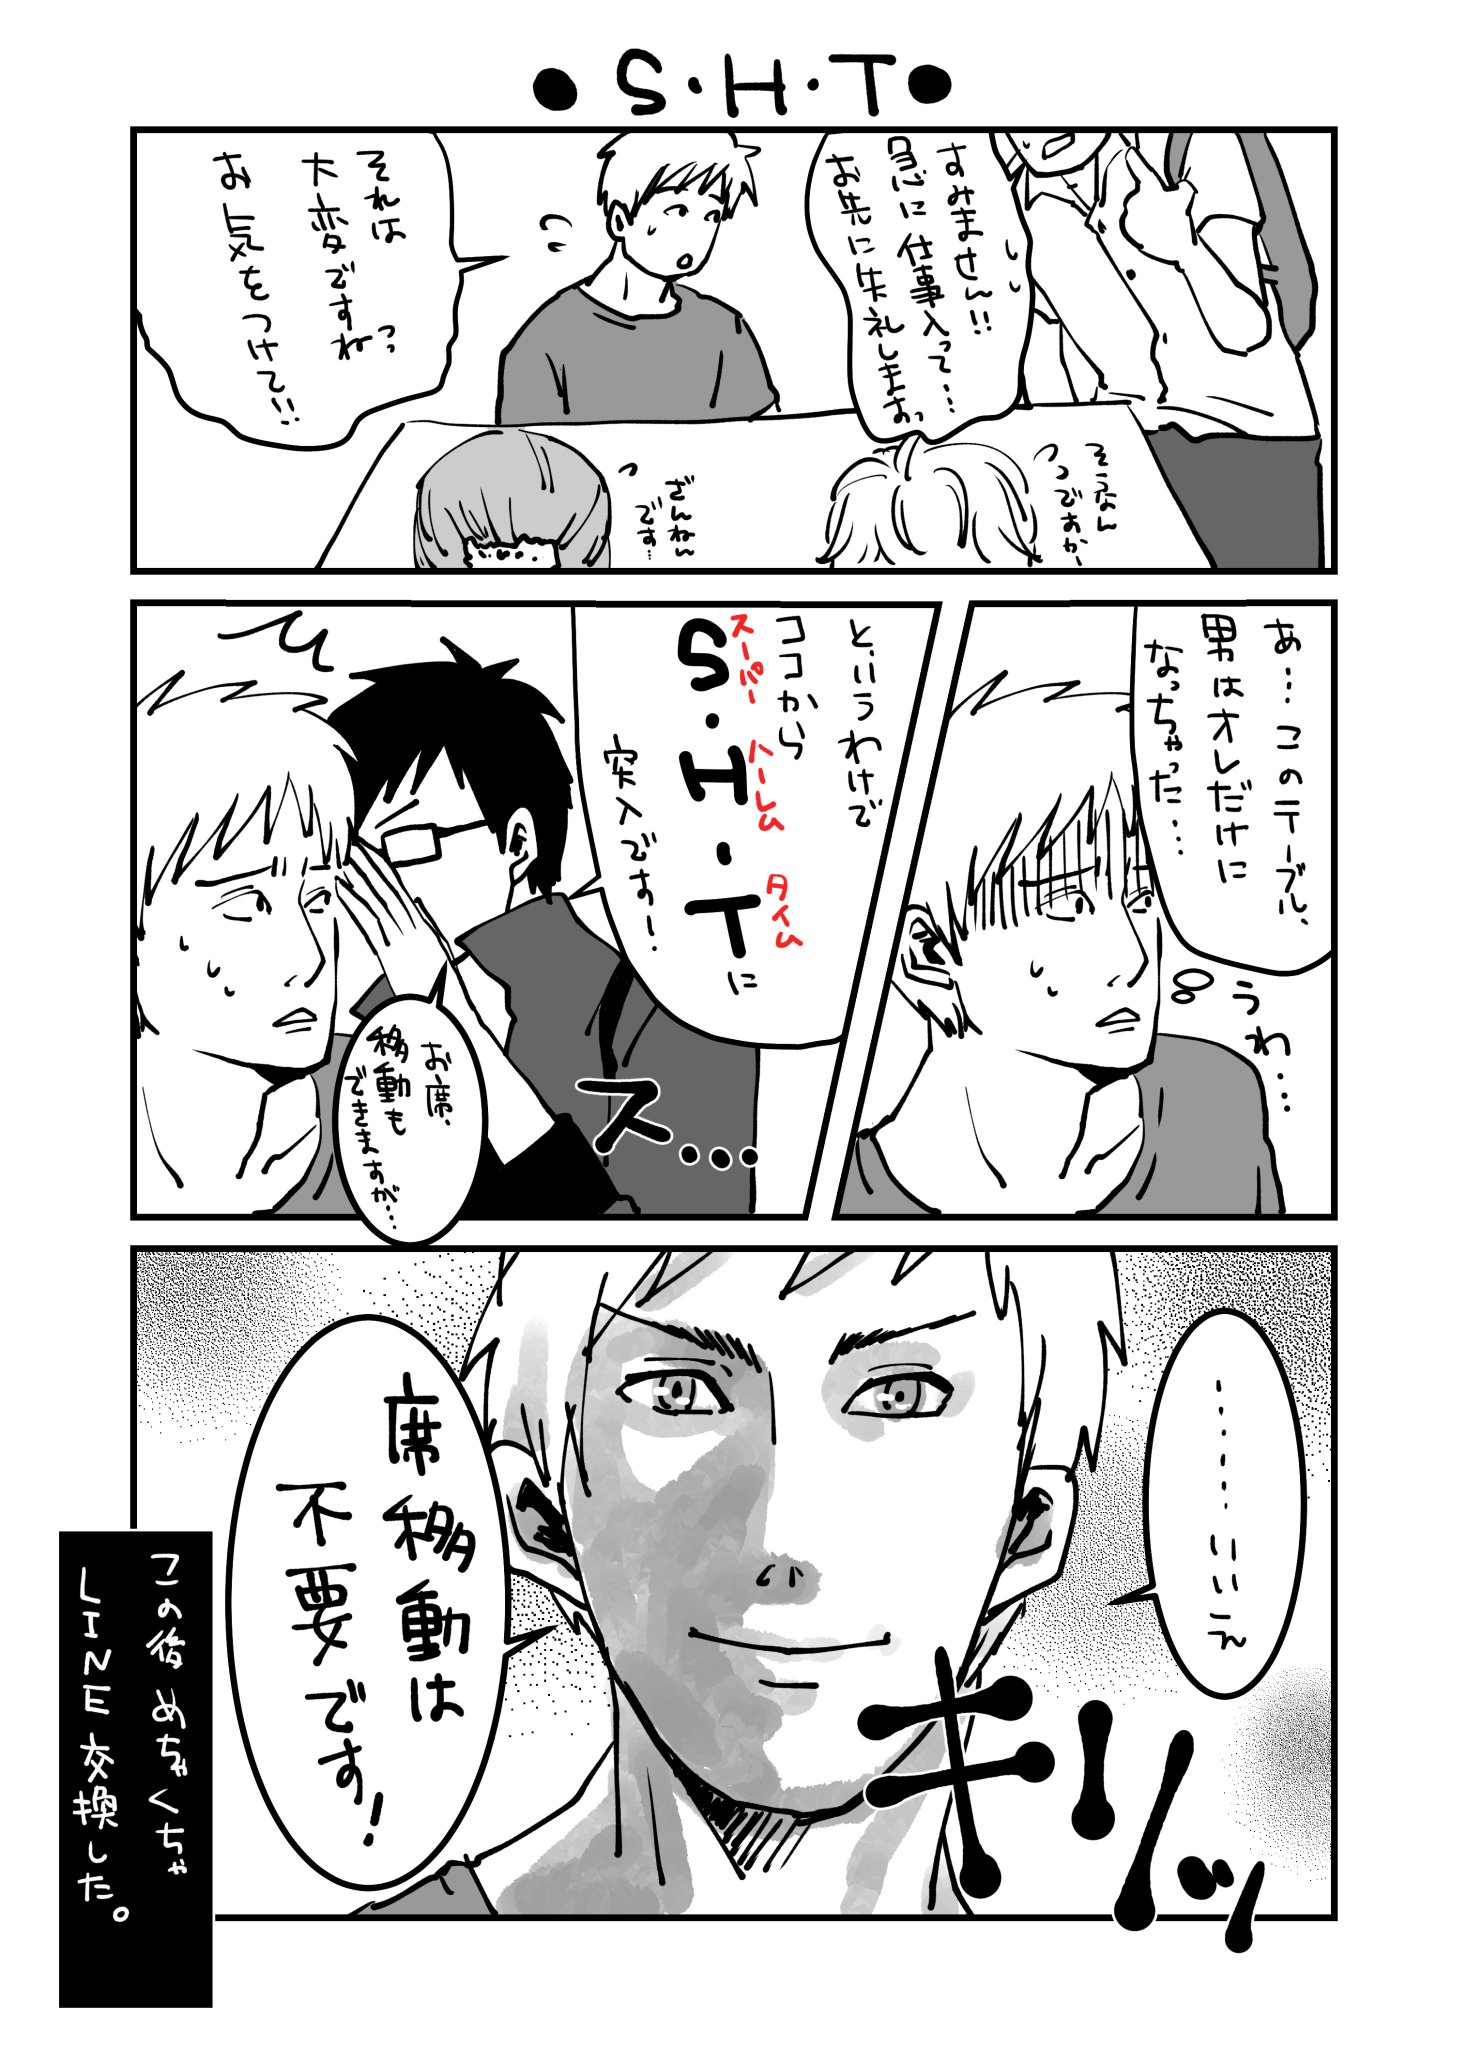 ●S・H・T●
すみません!!
急に仕事入って…
お先に失礼しますっ
それは
大変ですねっっ
お気をつけて!!
そうなん
っつですかー
ざんねん
です…っ
あ…このテーブル、
男はオレだけに
なっちゃった…
うわ…
というわけで
ココから
S・H・Tに
スーパー ハーレム タイム
突入です!
お席、
移動も
できますが…
ス…
………いいえ
席移動は
不要です!
キリッ
この後めちゃくちゃ
LINE交換した。